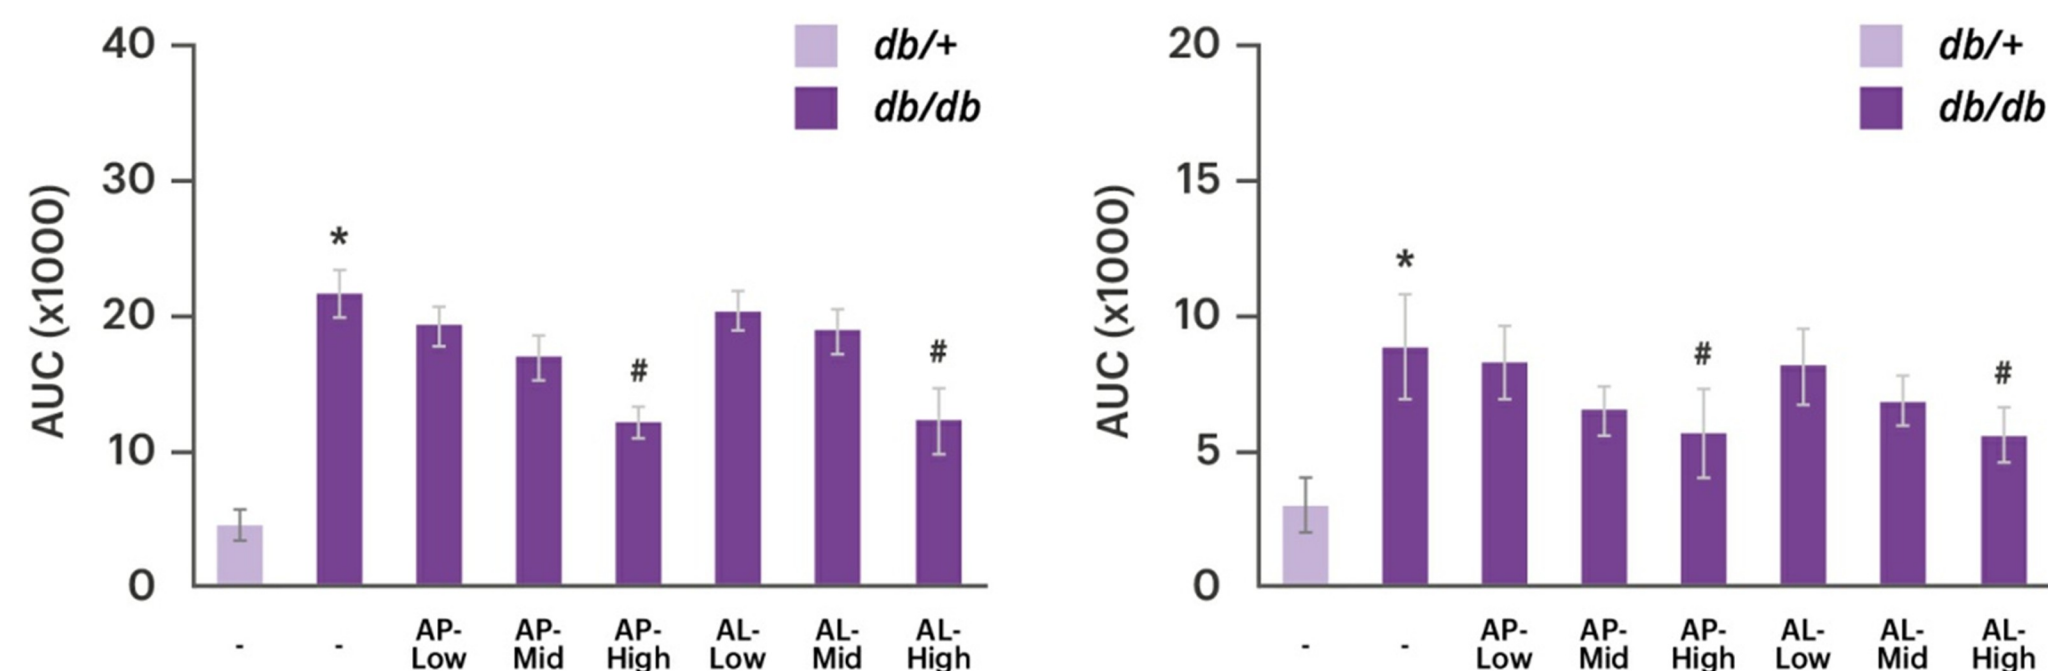 40
30
20
10
0
AUC (x1000)
db/+
db/db
*
#
#
- - AP-Low AP-Mid AP-High AL-Low AL-Mid AL-High
20
15
10
5
0
AUC (x1000)
db/+
db/db
*
#
#
- - AP-Low AP-Mid AP-High AL-Low AL-Mid AL-High